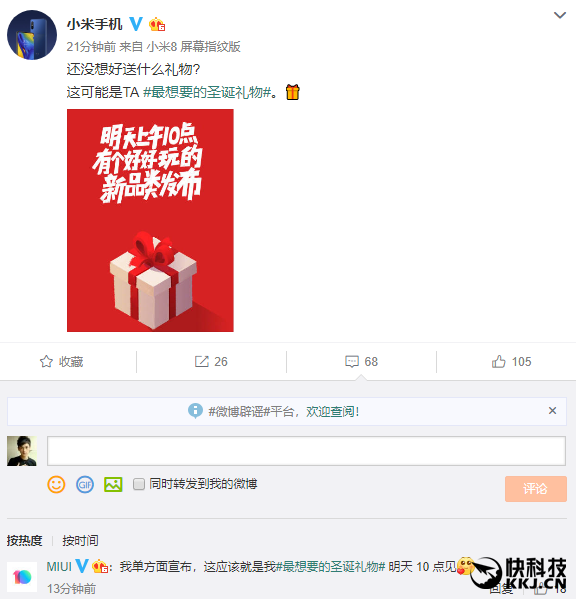 小米手机
21分钟前 来自 小米8 屏幕指纹版
还没想好送什么礼物?
这可能是TA #最想要的圣诞礼物#。
明天上午10点
有个好好玩的
新品类发布
收藏
26
68
105
#微博辟谣#平台，欢迎查阅!
GIF
同时转发到我的微博
评论
按热度
按时间
MIUI：我单方面宣布，这应该就是我#最想要的圣诞礼物# 明天 10 点见
10
13分钟前
回复
18
快科技
KKJ.CN